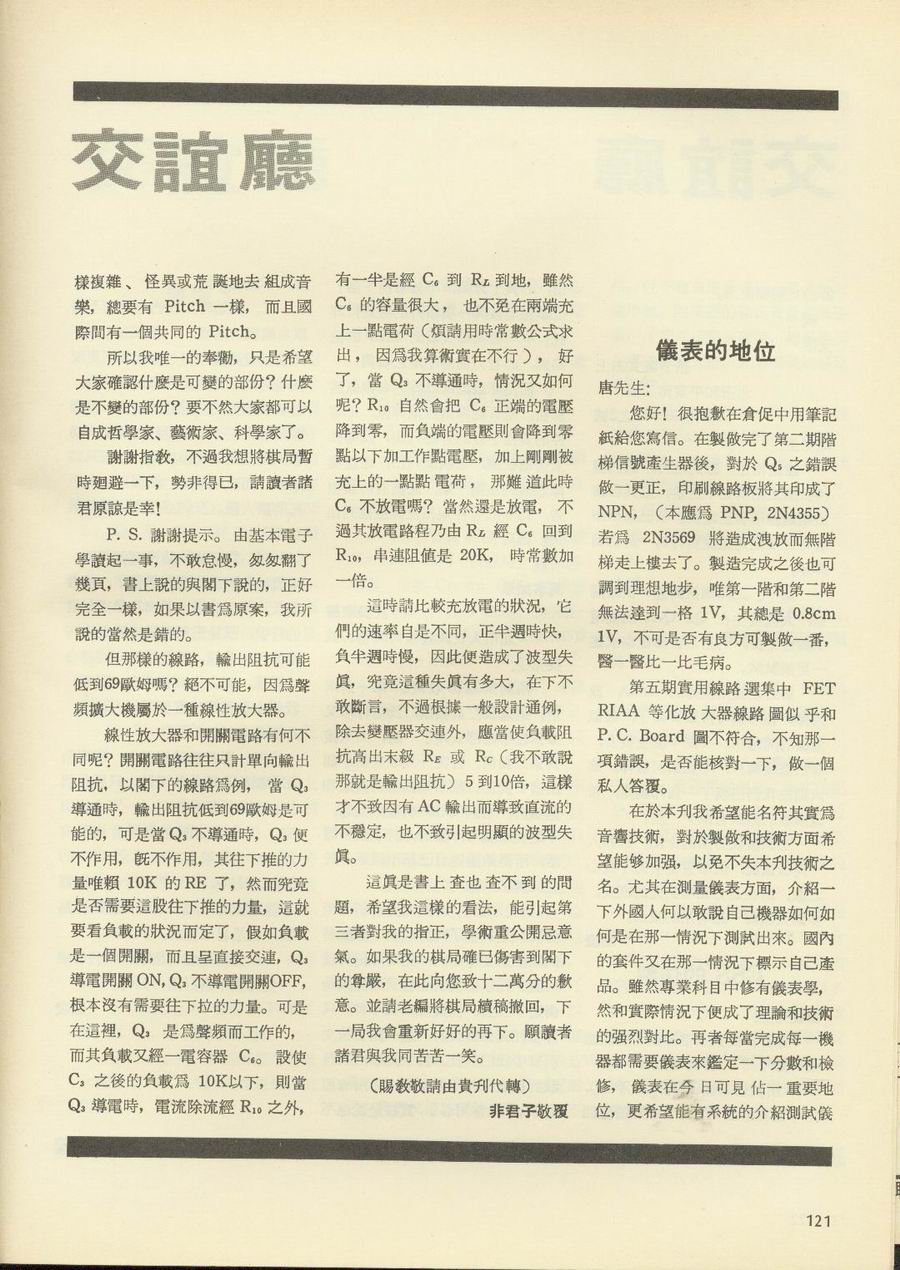 交誼廳
樣複雜、怪異或荒誕地去組成音
樂，總要有 Pitch 一樣，而且國
際間有一個共同的 Pitch。
所以我唯一的奉勸，只是希望
大家確認什麼是可變的部份？什麼
是不變的部份？要不然大家都可以
自成哲學家、藝術家、科學家了。
謝謝指敎，不過我想將棋局暫
時廻避一下，勢非得已，請讀者諸
君原諒是幸！
P. S. 謝謝提示。由基本電子
學讀起一事，不敢怠慢，匆匆翻了
幾頁，書上說的與閣下說的，正好
完全一樣，如果以書爲原案，我所
說的當然是錯的。
但那樣的線路，輸出阻抗可能
低到69歐姆嗎？絕不可能，因爲聲
頻擴大機屬於一種線性放大器。
線性放大器和開關電路有何不
同呢？開關電路往往只計單向輸出
阻抗，以閣下的線路爲例，當 Q₃
導通時，輸出阻抗低到69歐姆是可
能的，可是當 Q₃ 不導通時，Q₃ 便
不作用，旣不作用，其往下推的力
量唯賴 10K 的 RE 了，然而究竟
是否需要這股往下推的力量，這就
要看負載的狀況而定了，假如負載
是一個開關，而且呈直接交連，Q₃
導電開關 ON, Q₃ 不導電開關OFF，
根本沒有需要往下拉的力量。可是
在這裡，Q₃ 是爲聲頻而工作的，
而其負載又經一電容器 C₆。設使
C₃ 之後的負載爲 10K以下，則當
Q₃ 導電時，電流除流經 R₁₀ 之外，
有一半是經 C₆ 到 R_Z 到地，雖然
C₆ 的容量很大，也不免在兩端充
上一點電荷（煩請用時常數公式求
出，因爲我算術實在不行），好
了，當 Q₃ 不導通時，情況又如何
呢？R₁₀ 自然會把 C₆ 正端的電壓
降到零，而負端的電壓則會降到零
點以下加工作點電壓，加上剛剛被
充上的一點點電荷，那難道此時
C₆ 不放電嗎？當然還是放電，不
過其放電路程乃由 R_Z 經 C₆ 回到
R₁₀，串連阻値是 20K，時常數加
一倍。
這時請比較充放電的狀況，它
們的速率自是不同，正半週時快，
負半週時慢，因此便造成了波型失
眞，究竟這種失眞有多大，在下不
敢斷言，不過根據一般設計通例，
除去變壓器交連外，應當使負載阻
抗高出末級 R_E 或 R_C（我不敢說
那就是輸出阻抗）5 到10倍，這樣
才不致因有 AC 輸出而導致直流的
不穩定，也不致引起明顯的波型失
眞。
這眞是書上查也查不到的問
題，希望我這樣的看法，能引起第
三者對我的指正，學術重公開忌意
氣。如果我的棋局確已傷害到閣下
的尊嚴，在此向您致十二萬分的歉
意。並請老編將棋局續稿撤回，下
一局我會重新好好的再下。願讀者
諸君與我同苦苦一笑。
（賜敎敬請由貴刋代轉）
非君子敬覆
儀表的地位
唐先生：
您好！很抱歉在倉促中用筆記
紙給您寫信。在製做完了第二期階
梯信號產生器後，對於 Q₅ 之錯誤
做一更正，印刷線路板將其印成了
NPN，（本應爲 PNP, 2N4355）
若爲 2N3569 將造成洩放而無階
梯走上樓去了。製造完成之後也可
調到理想地步，唯第一階和第二階
無法達到一格 1V，其總是 0.8cm
1V，不可是否有良方可製做一番，
醫一醫比一比毛病。
第五期實用線路選集中 FET
RIAA 等化放大器線路圖似乎和
P. C. Board 圖不符合，不知那一
項錯誤，是否能核對一下，做一個
私人答覆。
在於本刋我希望能名符其實爲
音響技術，對於製做和技術方面希
望能够加强，以免不失本刋技術之
名。尤其在測量儀表方面，介紹一
下外國人何以敢說自己機器如何如
何是在那一情況下測試出來。國內
的套件又在那一情況下標示自己產
品。雖然專業科目中修有儀表學，
然和實際情況下便成了理論和技術
的强烈對比。再者每當完成每一機
器都需要儀表來鑑定一下分數和檢
修，儀表在今日可見佔一重要地
位，更希望能有系統的介紹測試儀
121